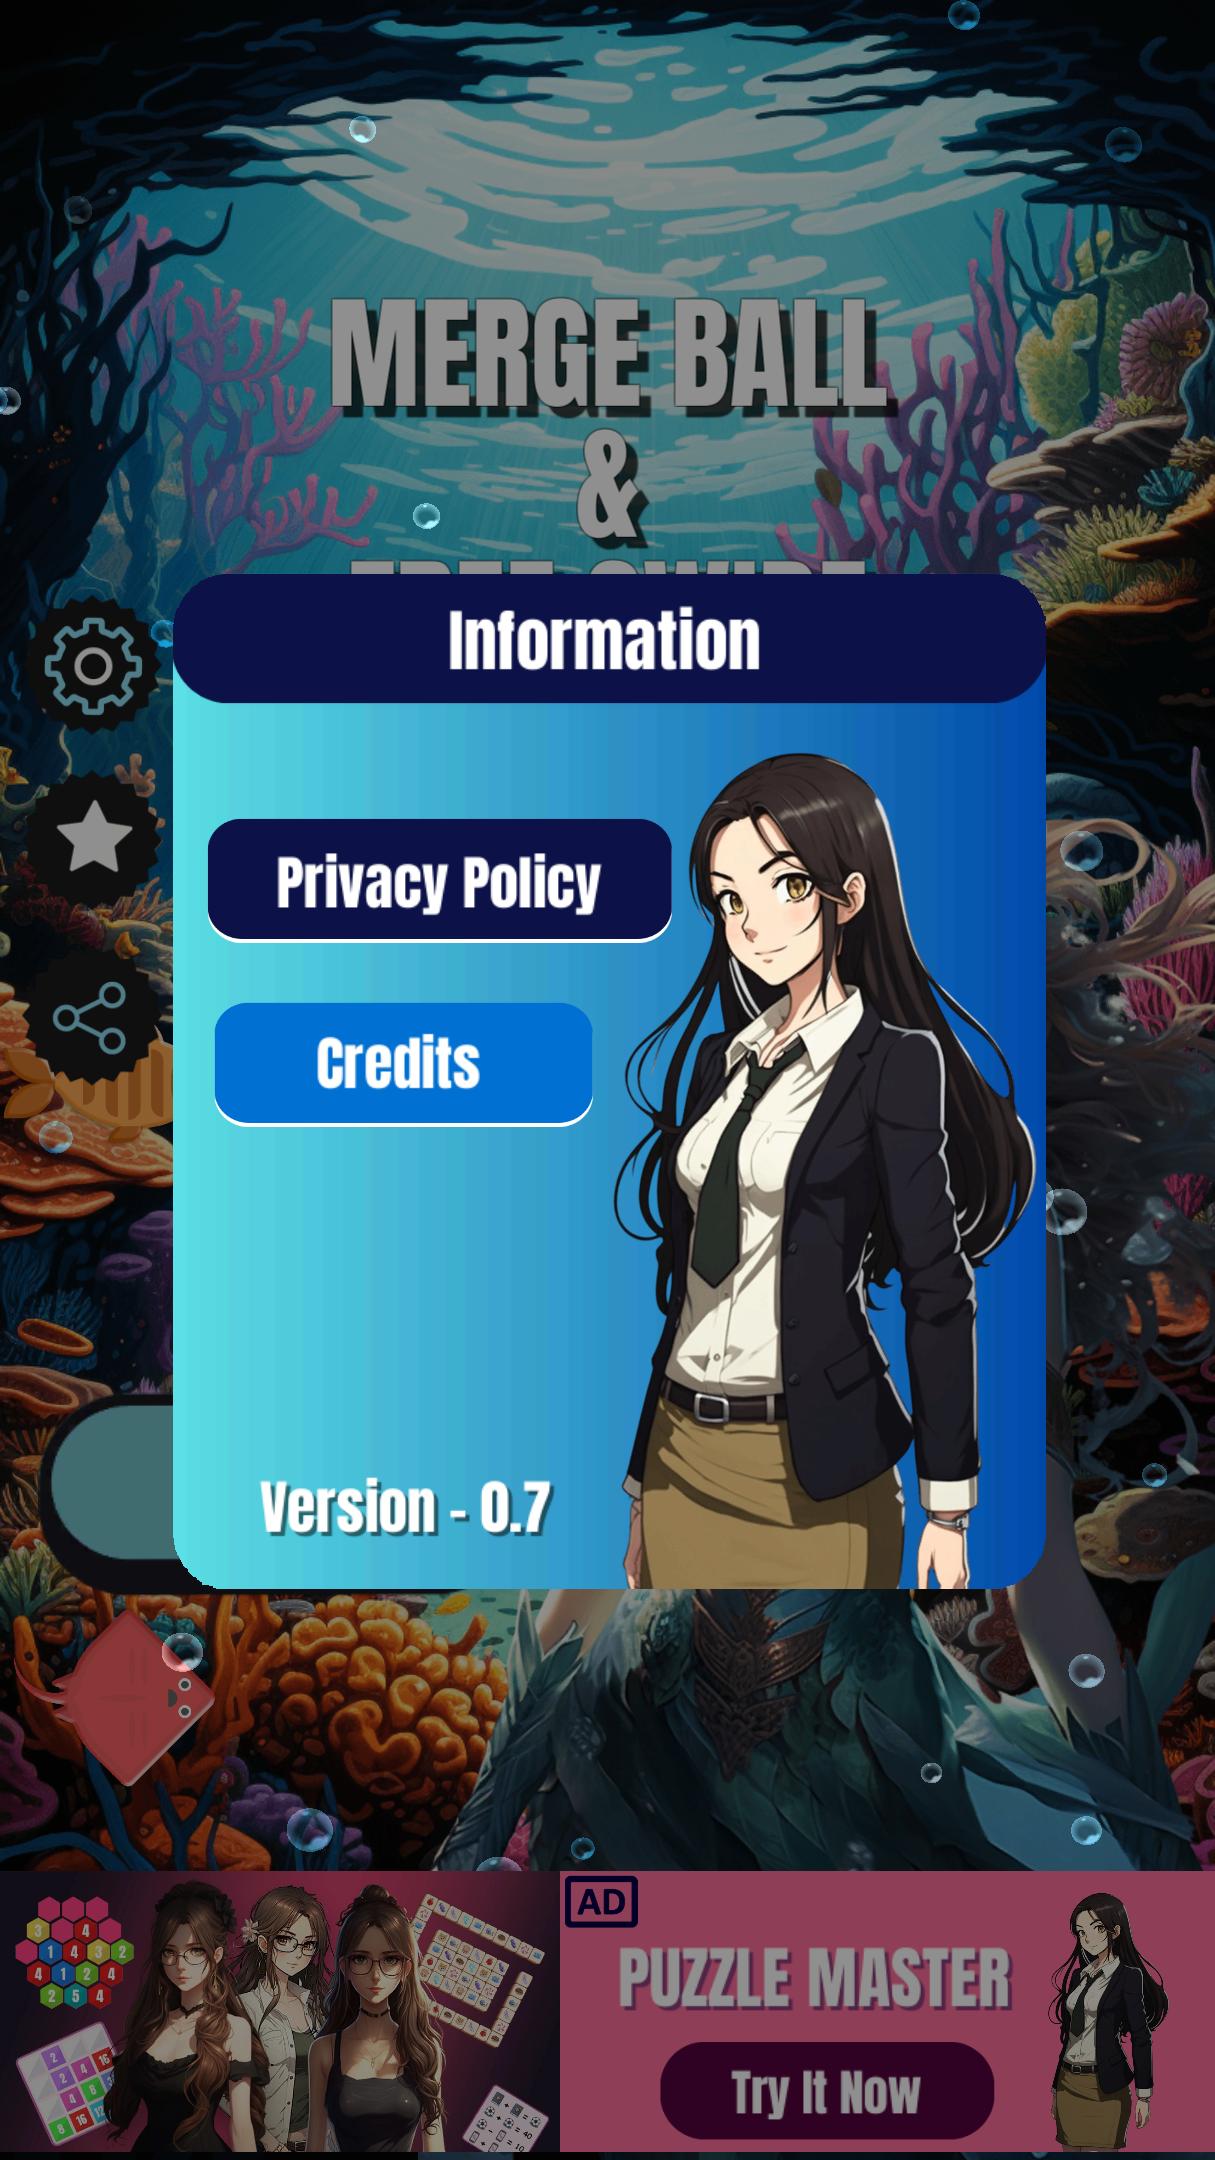 MERGE BALL
&
Information
Privacy Policy
Credits
Version - 0.7
AD
PUZZLE MASTER
Try It Now